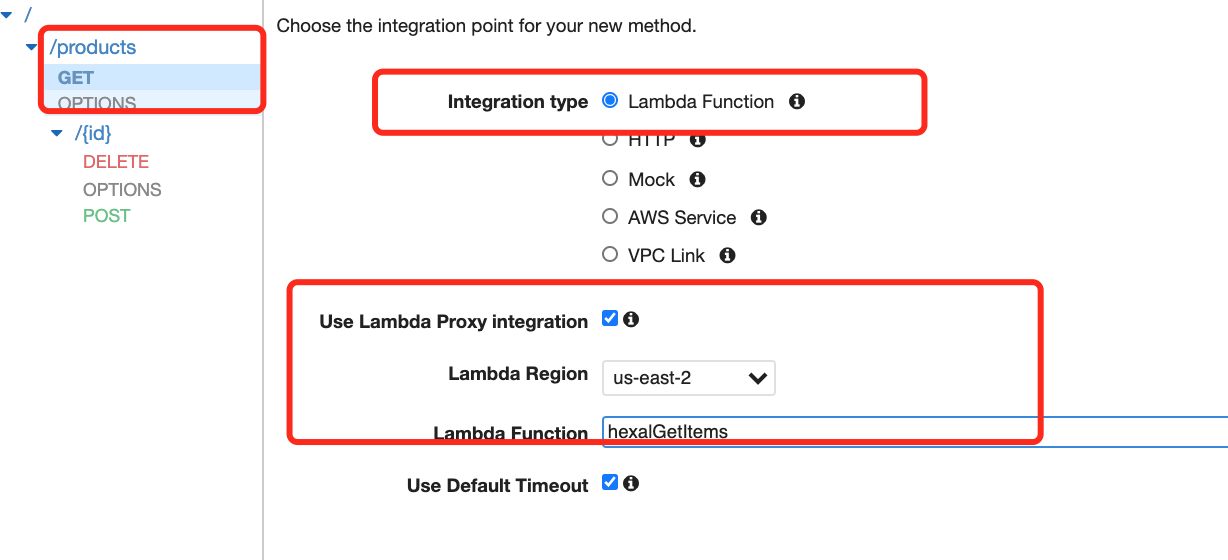 /
/products
GET
OPTIONS
/{id}
DELETE
OPTIONS
POST
Choose the integration point for your new method.
Integration type Lambda Function
HTTP
Mock
AWS Service
VPC Link
Use Lambda Proxy integration
Lambda Region us-east-2
Lambda Function hexalGetItems
Use Default Timeout